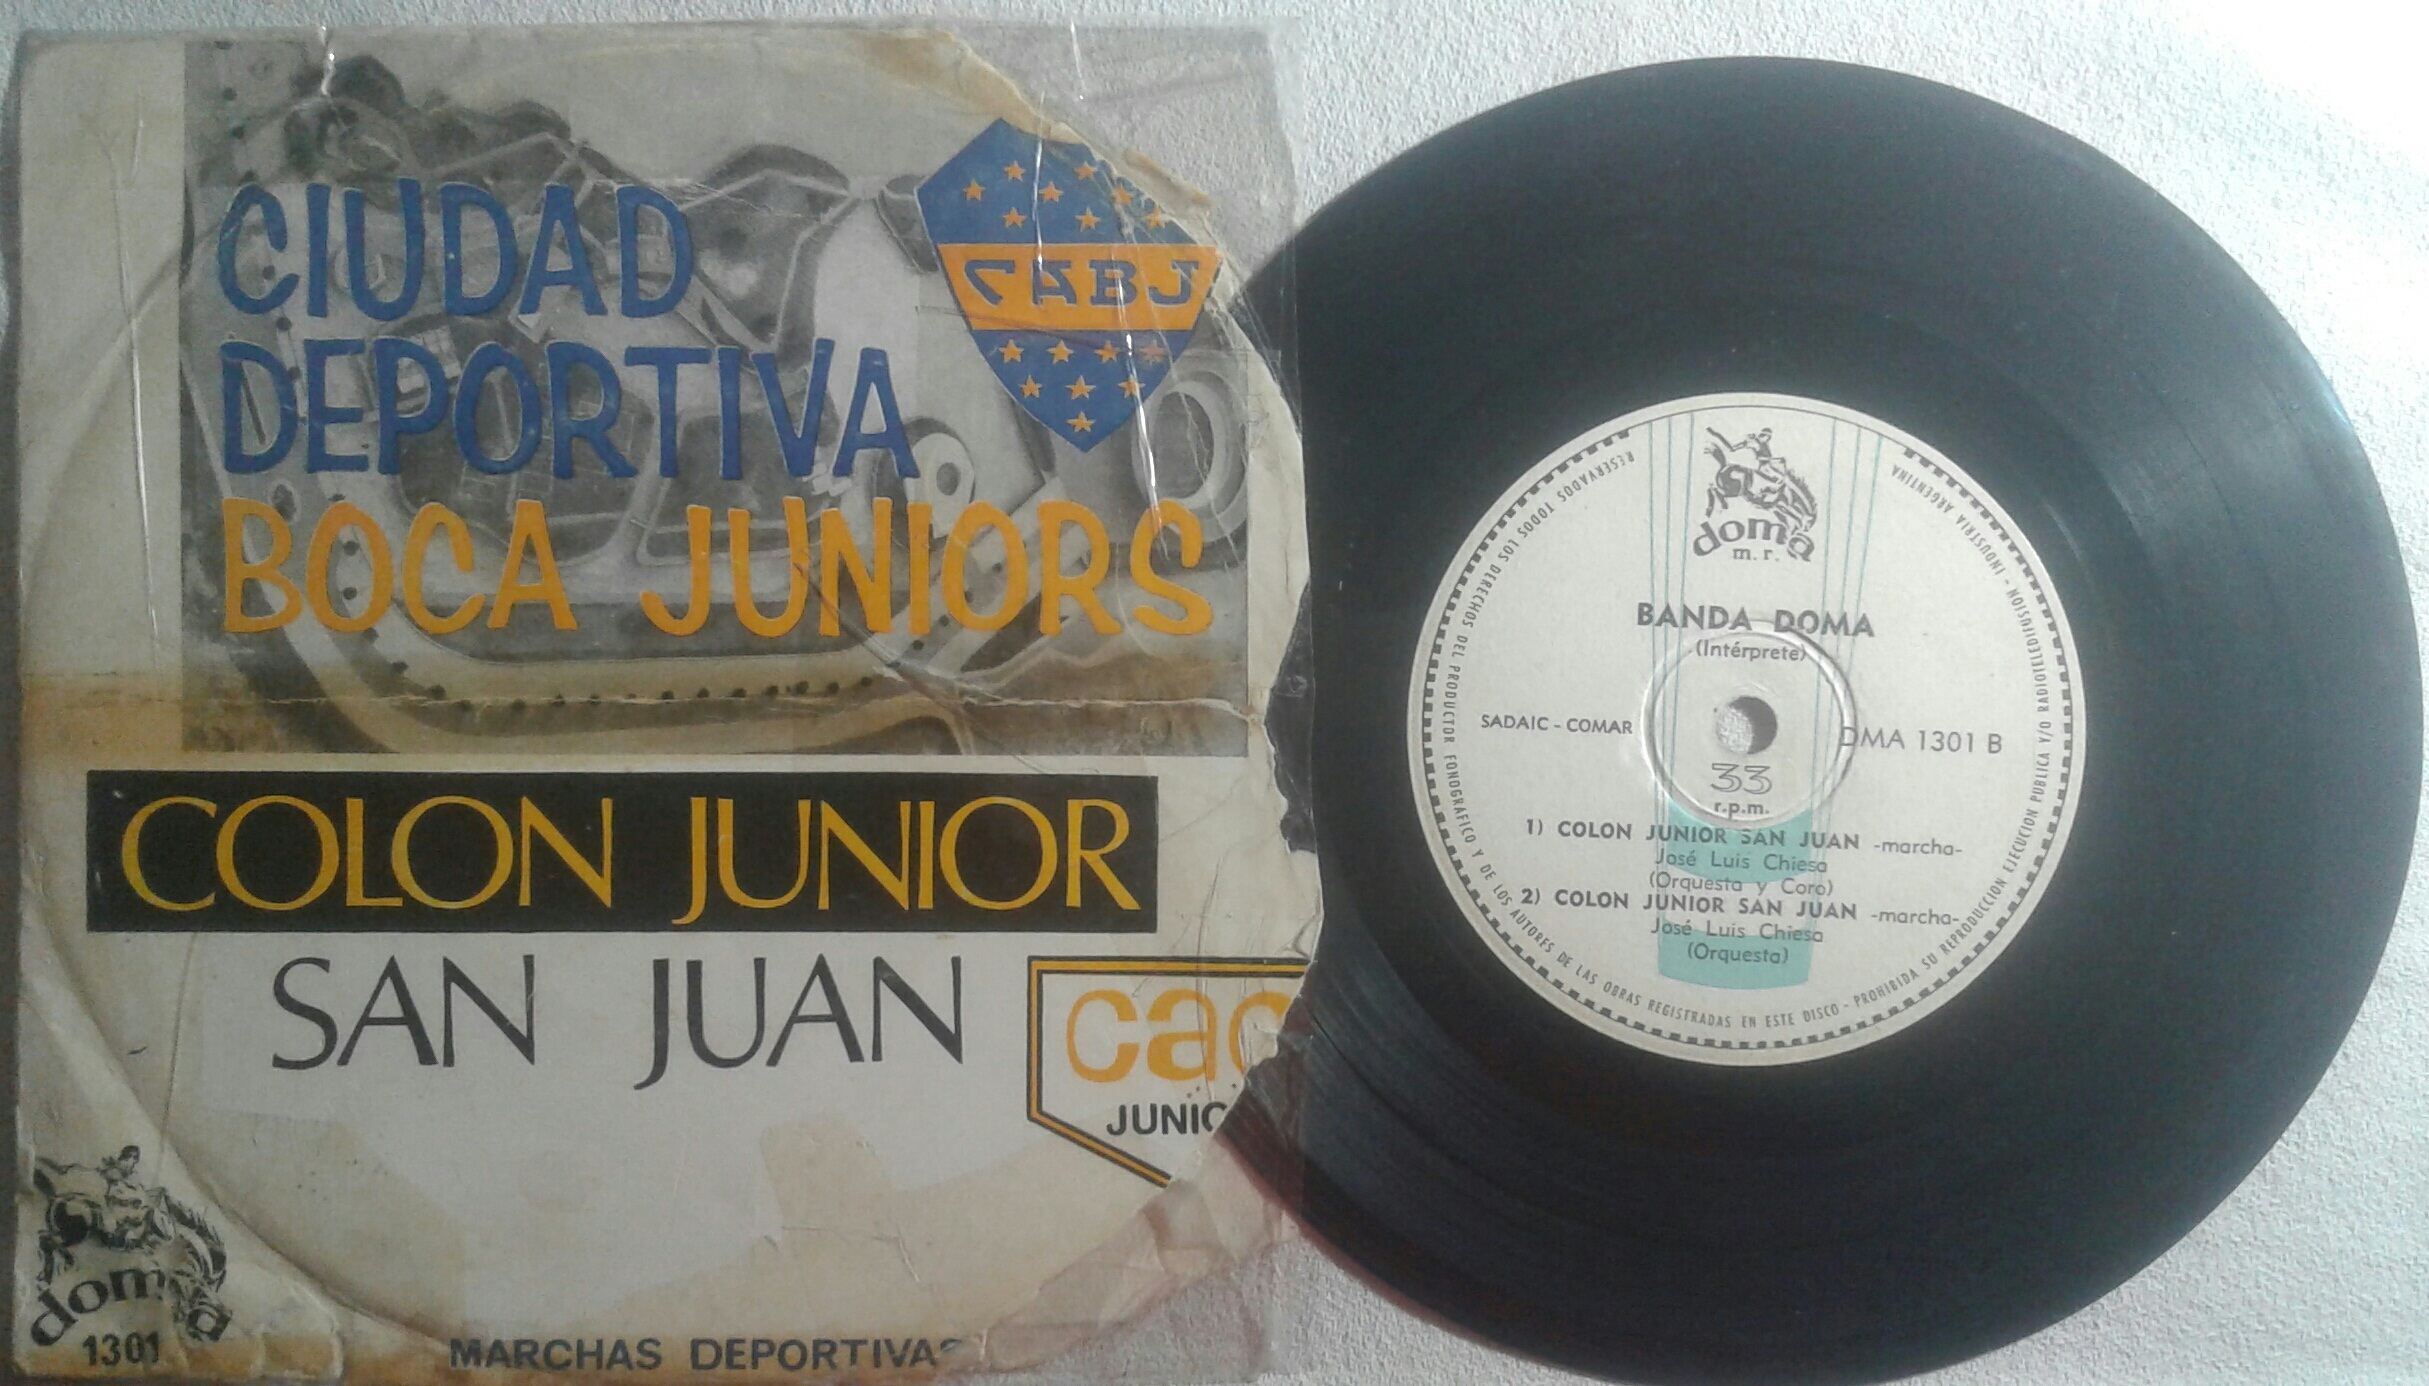 CIUDAD
DEPORTIVA
BOCA JUNIORS
CABJ
COLON JUNIOR
SAN JUAN
cac
JUNIO
doma
1301
MARCHAS DEPORTIVAS
doma
m. r.
BANDA DOMA
(Intérprete)
SADAIC - COMAR
DMA 1301 B
33
r.p.m.
1) COLON JUNIOR SAN JUAN -marcha-
José Luis Chiesa
(Orquesta y Coro)
2) COLON JUNIOR SAN JUAN -marcha-
José Luis Chiesa
(Orquesta)
RESERVADOS TODOS LOS DERECHOS DEL PRODUCTOR FONOGRAFICO Y DE LOS AUTORES DE LAS OBRAS REGISTRADAS EN ESTE DISCO - PROHIBIDA SU REPRODUCCION EJECUCION PUBLICA Y/O RADIOTELEDIFUSION - INDUSTRIA ARGENTINA